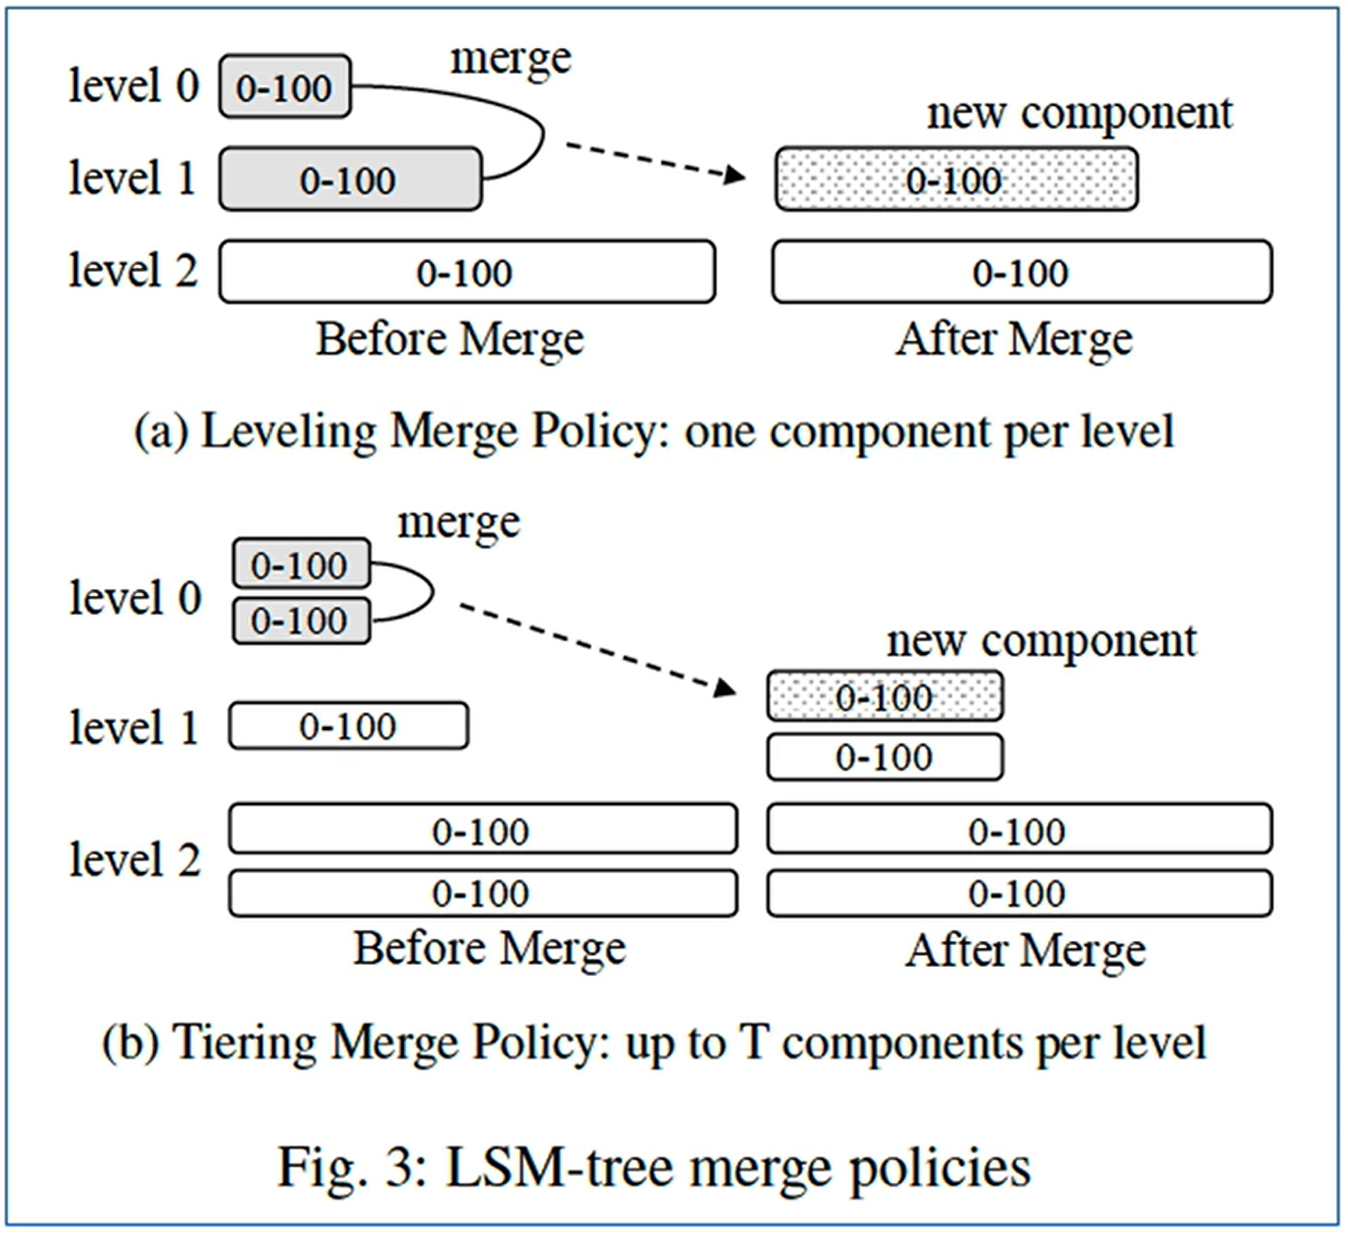 merge
level 0 0-100
new component
level 1 0-100 0-100
level 2 0-100 0-100
Before Merge After Merge
(a) Leveling Merge Policy: one component per level
merge
0-100
level 0
0-100
new component
0-100
level 1 0-100
0-100
0-100 0-100
level 2
0-100 0-100
Before Merge After Merge
(b) Tiering Merge Policy: up to T components per level
Fig. 3: LSM-tree merge policies